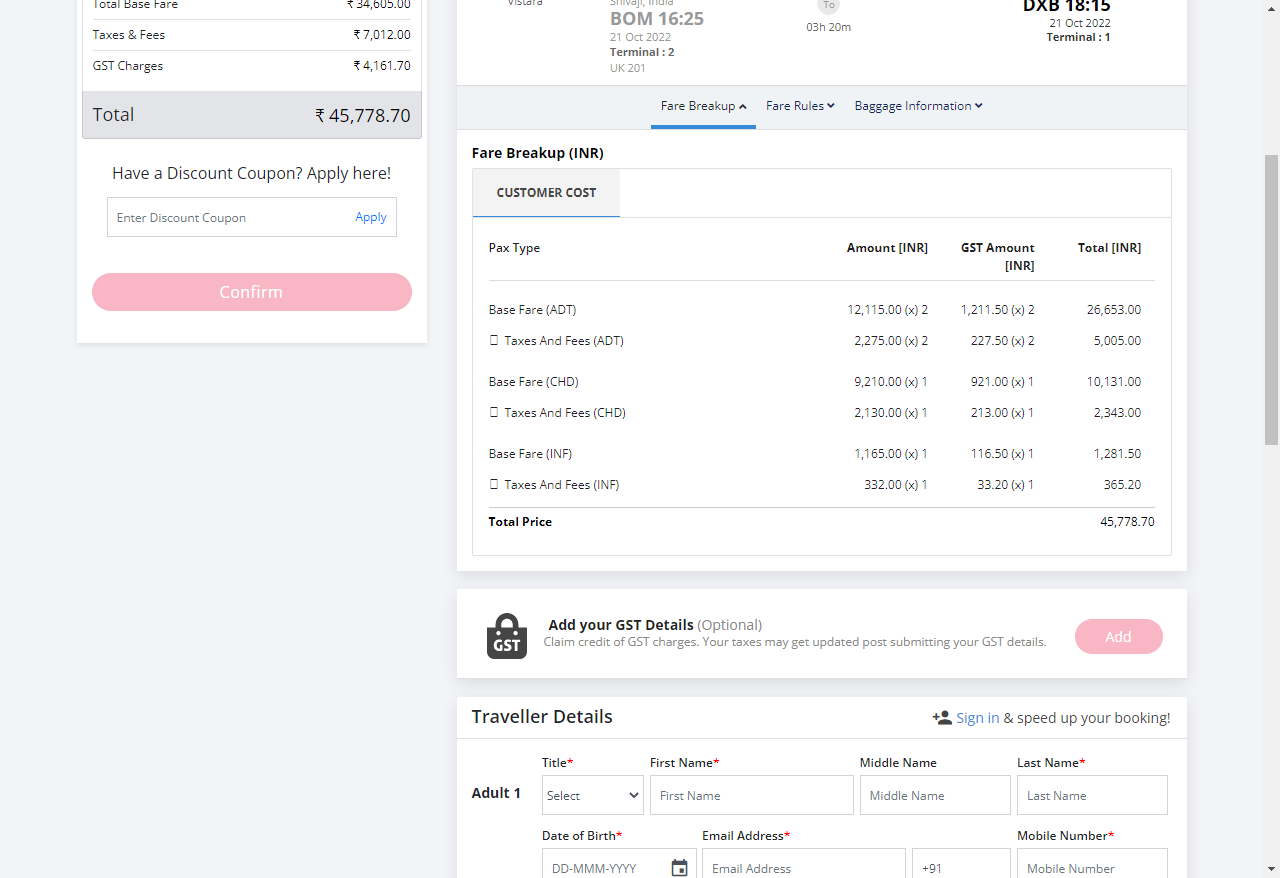 Total Base Fare ₹ 34,605.00
Taxes & Fees ₹ 7,012.00
GST Charges ₹ 4,161.70
Total ₹ 45,778.70
Have a Discount Coupon? Apply here!
Enter Discount Coupon Apply
Confirm
Vistara
Shivaji, India
BOM 16:25
21 Oct 2022
Terminal : 2
UK 201
To
03h 20m
DXB 18:15
21 Oct 2022
Terminal : 1
Fare Breakup Fare Rules Baggage Information
Fare Breakup (INR)
CUSTOMER COST
Pax Type Amount [INR] GST Amount [INR] Total [INR]
Base Fare (ADT) 12,115.00 (x) 2 1,211.50 (x) 2 26,653.00
Taxes And Fees (ADT) 2,275.00 (x) 2 227.50 (x) 2 5,005.00
Base Fare (CHD) 9,210.00 (x) 1 921.00 (x) 1 10,131.00
Taxes And Fees (CHD) 2,130.00 (x) 1 213.00 (x) 1 2,343.00
Base Fare (INF) 1,165.00 (x) 1 116.50 (x) 1 1,281.50
Taxes And Fees (INF) 332.00 (x) 1 33.20 (x) 1 365.20
Total Price 45,778.70
GST
Add your GST Details (Optional)
Claim credit of GST charges. Your taxes may get updated post submitting your GST details.
Add
Traveller Details Sign in & speed up your booking!
Title* First Name* Middle Name Last Name*
Adult 1 Select First Name Middle Name Last Name
Date of Birth* Email Address* Mobile Number*
DD-MMM-YYYY Email Address +91 Mobile Number